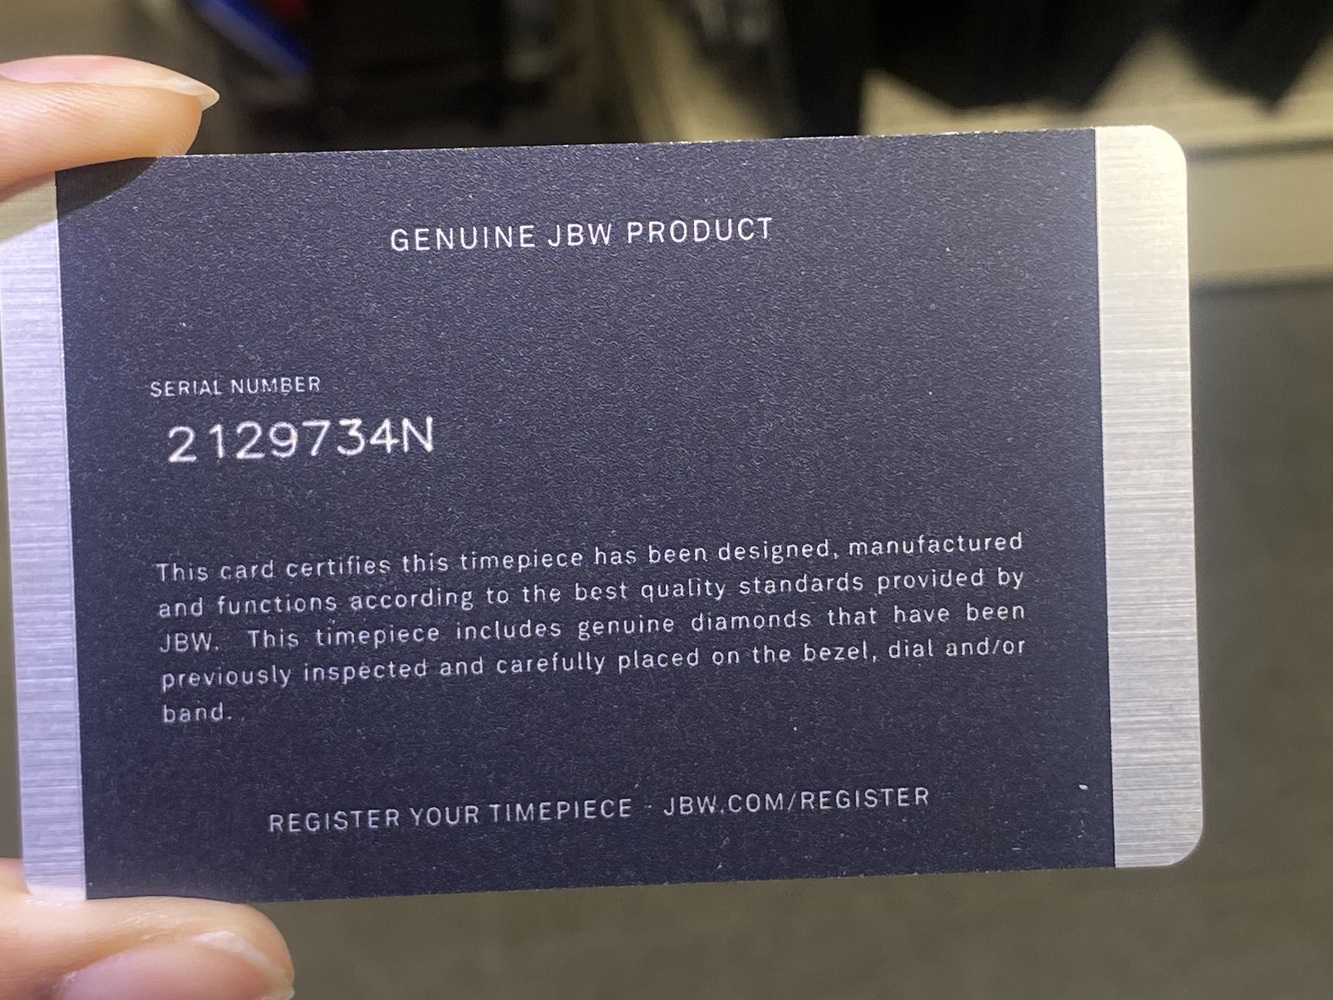 GENUINE JBW PRODUCT
SERIAL NUMBER
2129734N
This card certifies this timepiece has been designed, manufactured
and functions according to the best quality standards provided by
JBW. This timepiece includes genuine diamonds that have been
previously inspected and carefully placed on the bezel, dial and/or
band.
REGISTER YOUR TIMEPIECE - JBW.COM/REGISTER